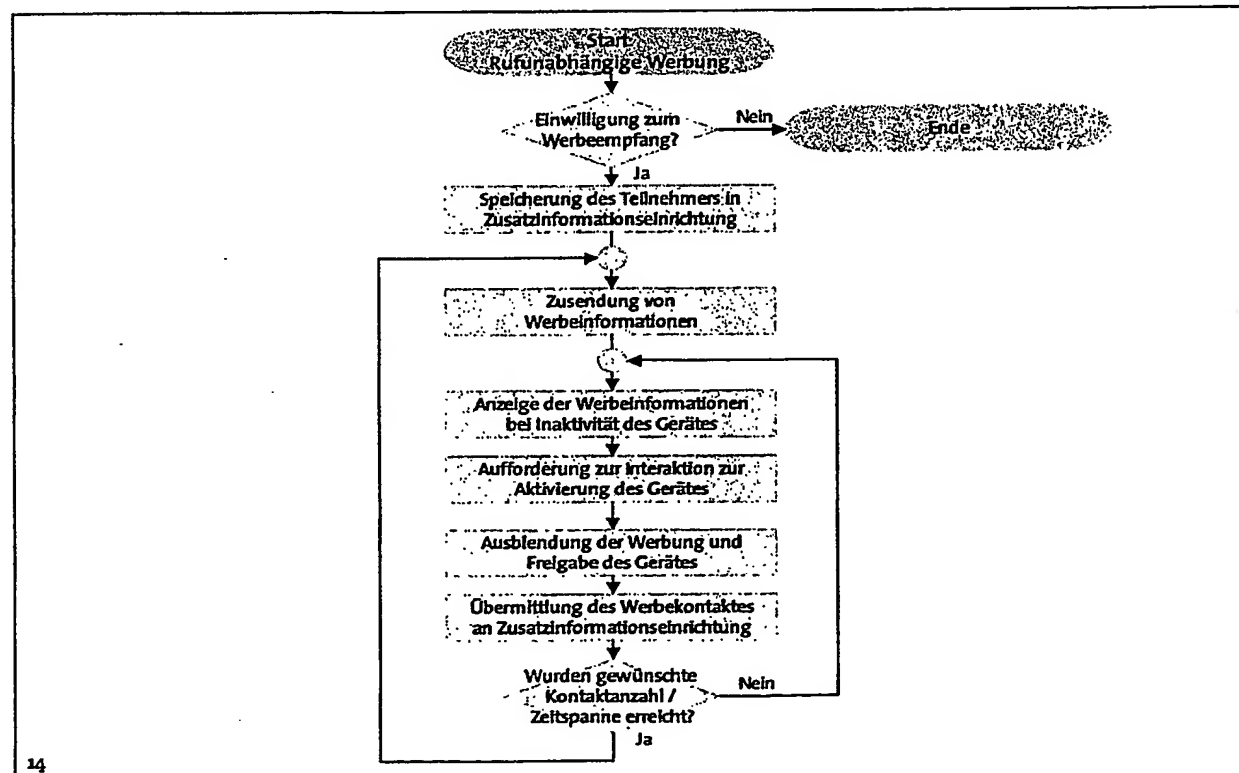 Start
Rufunabhängige Werbung
Einwilligung zum
Werbeempfang?
Nein
Ende
Ja
Speicherung des Teilnehmers in
Zusatzinformationseinrichtung
Zusendung von
Werbeinformationen
Anzeige der Werbeinformationen
bei Inaktivität des Gerätes
Aufforderung zur Interaktion zur
Aktivierung des Gerätes
Ausblendung der Werbung und
Freigabe des Gerätes
Übermittlung des Werbekontaktes
an Zusatzinformationseinrichtung
Wurden gewünschte
Kontaktanzahl /
Zeitspanne erreicht?
Nein
Ja
14